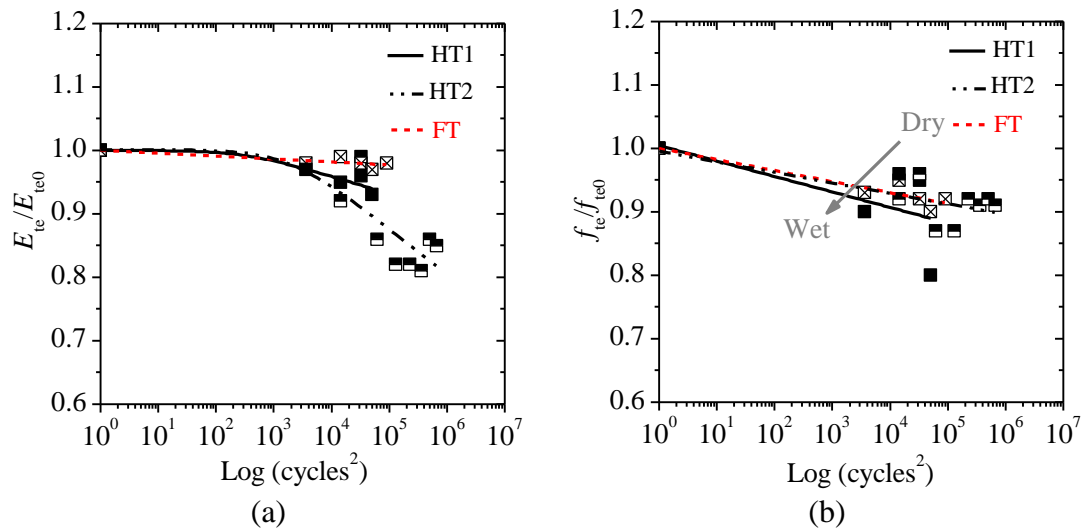 1.2
1.1
1.0
0.9
0.8
0.7
0.6
E_te/E_te0
HT1
HT2
FT
10^0 10^1 10^2 10^3 10^4 10^5 10^6 10^7
Log (cycles^2)
(a)
1.2
1.1
1.0
0.9
0.8
0.7
0.6
f_te/f_te0
HT1
HT2
FT
Dry
Wet
10^0 10^1 10^2 10^3 10^4 10^5 10^6 10^7
Log (cycles^2)
(b)